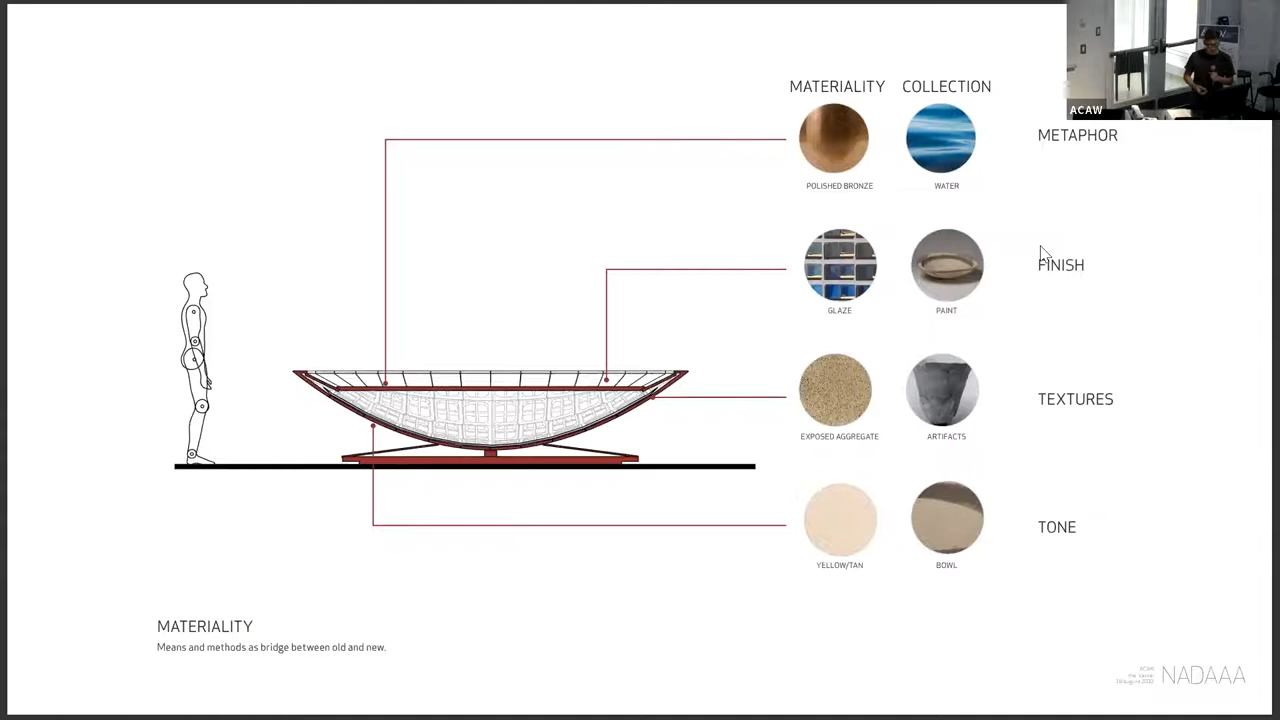 MATERIALITY COLLECTION
ACAW
METAPHOR
POLISHED BRONZE WATER
FINISH
GLAZE PAINT
TEXTURES
EXPOSED AGGREGATE ARTIFACTS
TONE
YELLOW/TAN BOWL
MATERIALITY
Means and methods as bridge between old and new.
ACAW
NADAAA